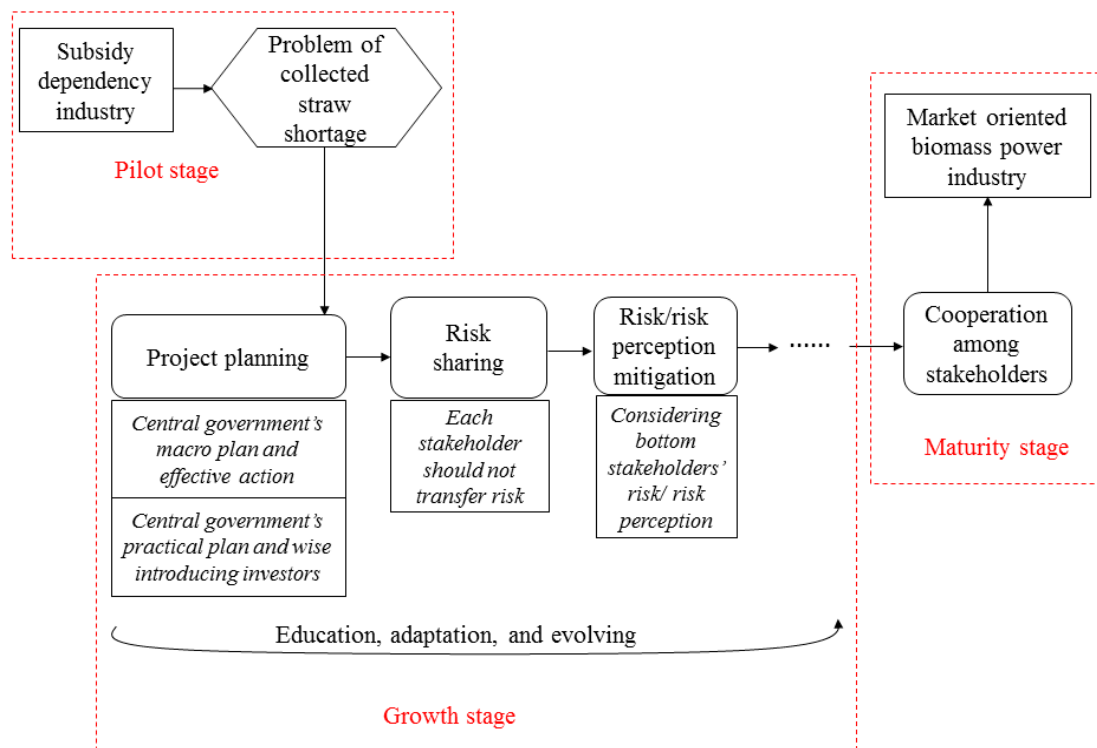 Subsidy
dependency
industry
Problem of
collected
straw
shortage
Pilot stage
Project planning
Central government's
macro plan and
effective action
Central government's
practical plan and wise
introducing investors
Risk
sharing
Each
stakeholder
should not
transfer risk
Risk/risk
perception
mitigation
Considering
bottom
stakeholders'
risk/ risk
perception
......
Education, adaptation, and evolving
Growth stage
Market oriented
biomass power
industry
Cooperation
among
stakeholders
Maturity stage